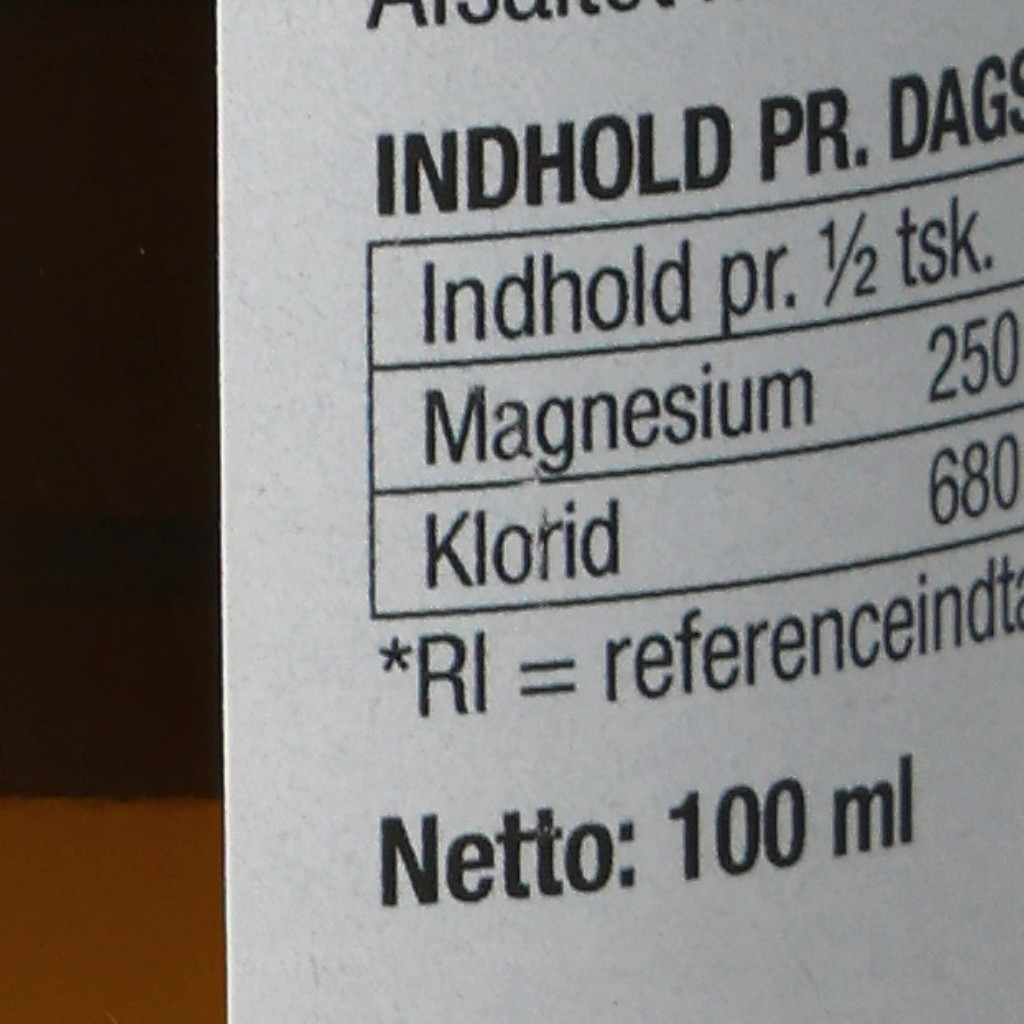 INDHOLD PR. DAGS
Indhold pr. ½ tsk.
Magnesium 250
Klorid 680
*RI = referenceindta
Netto: 100 ml